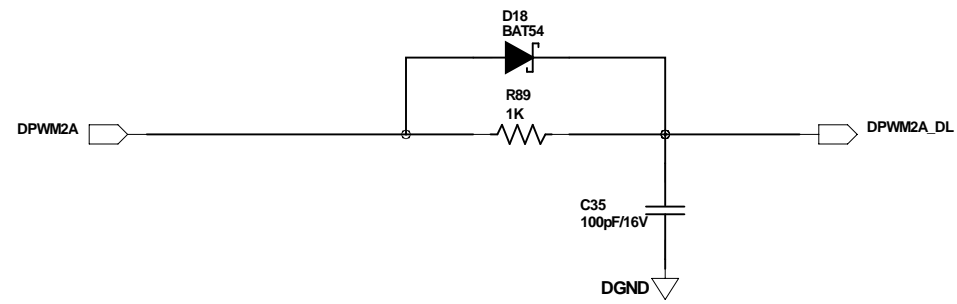 D18
BAT54
R89
1K
DPWM2A
DPWM2A_DL
C35
100pF/16V
DGND